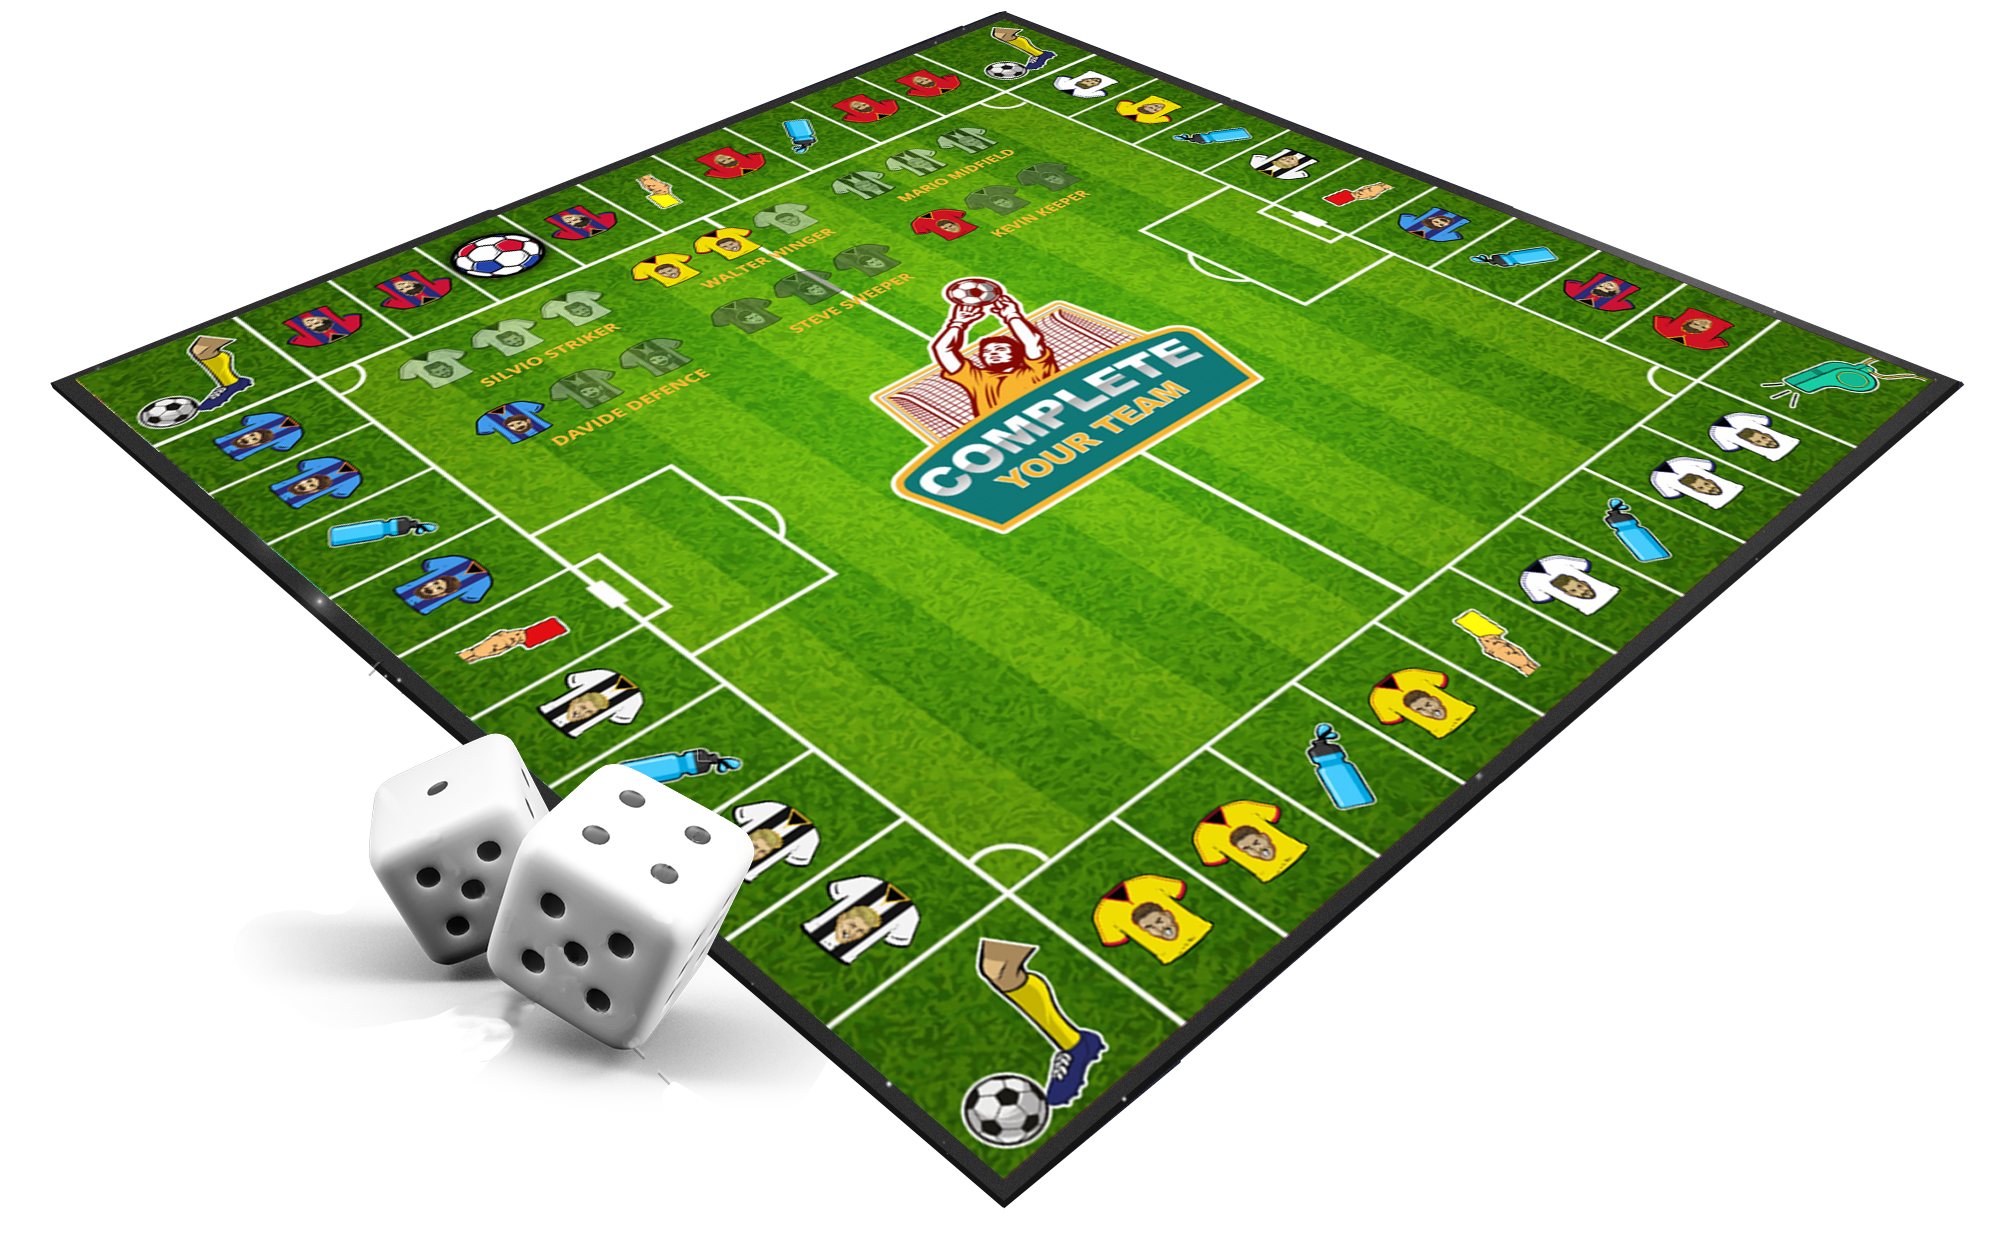 MARIO MIDFIELD
KEVIN KEEPER
WALTER WINGER
STEVE SWEEPER
SILVIO STRIKER
DAVIDE DEFENCE
COMPLETE
YOUR TEAM